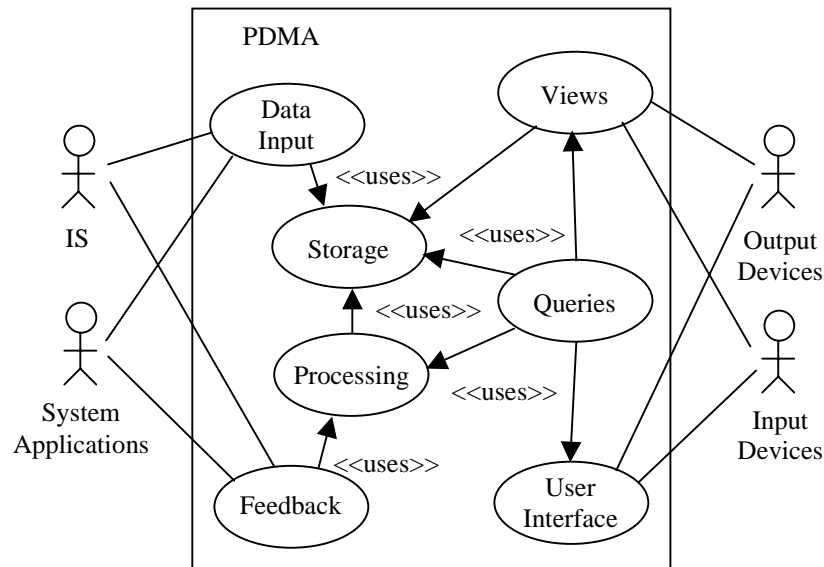 PDMA
Data
Input
Views
<<uses>>
IS
Storage
<<uses>>
Output
Devices
Queries
<<uses>>
Processing
System
Applications
<<uses>>
Input
Devices
<<uses>>
Feedback
User
Interface